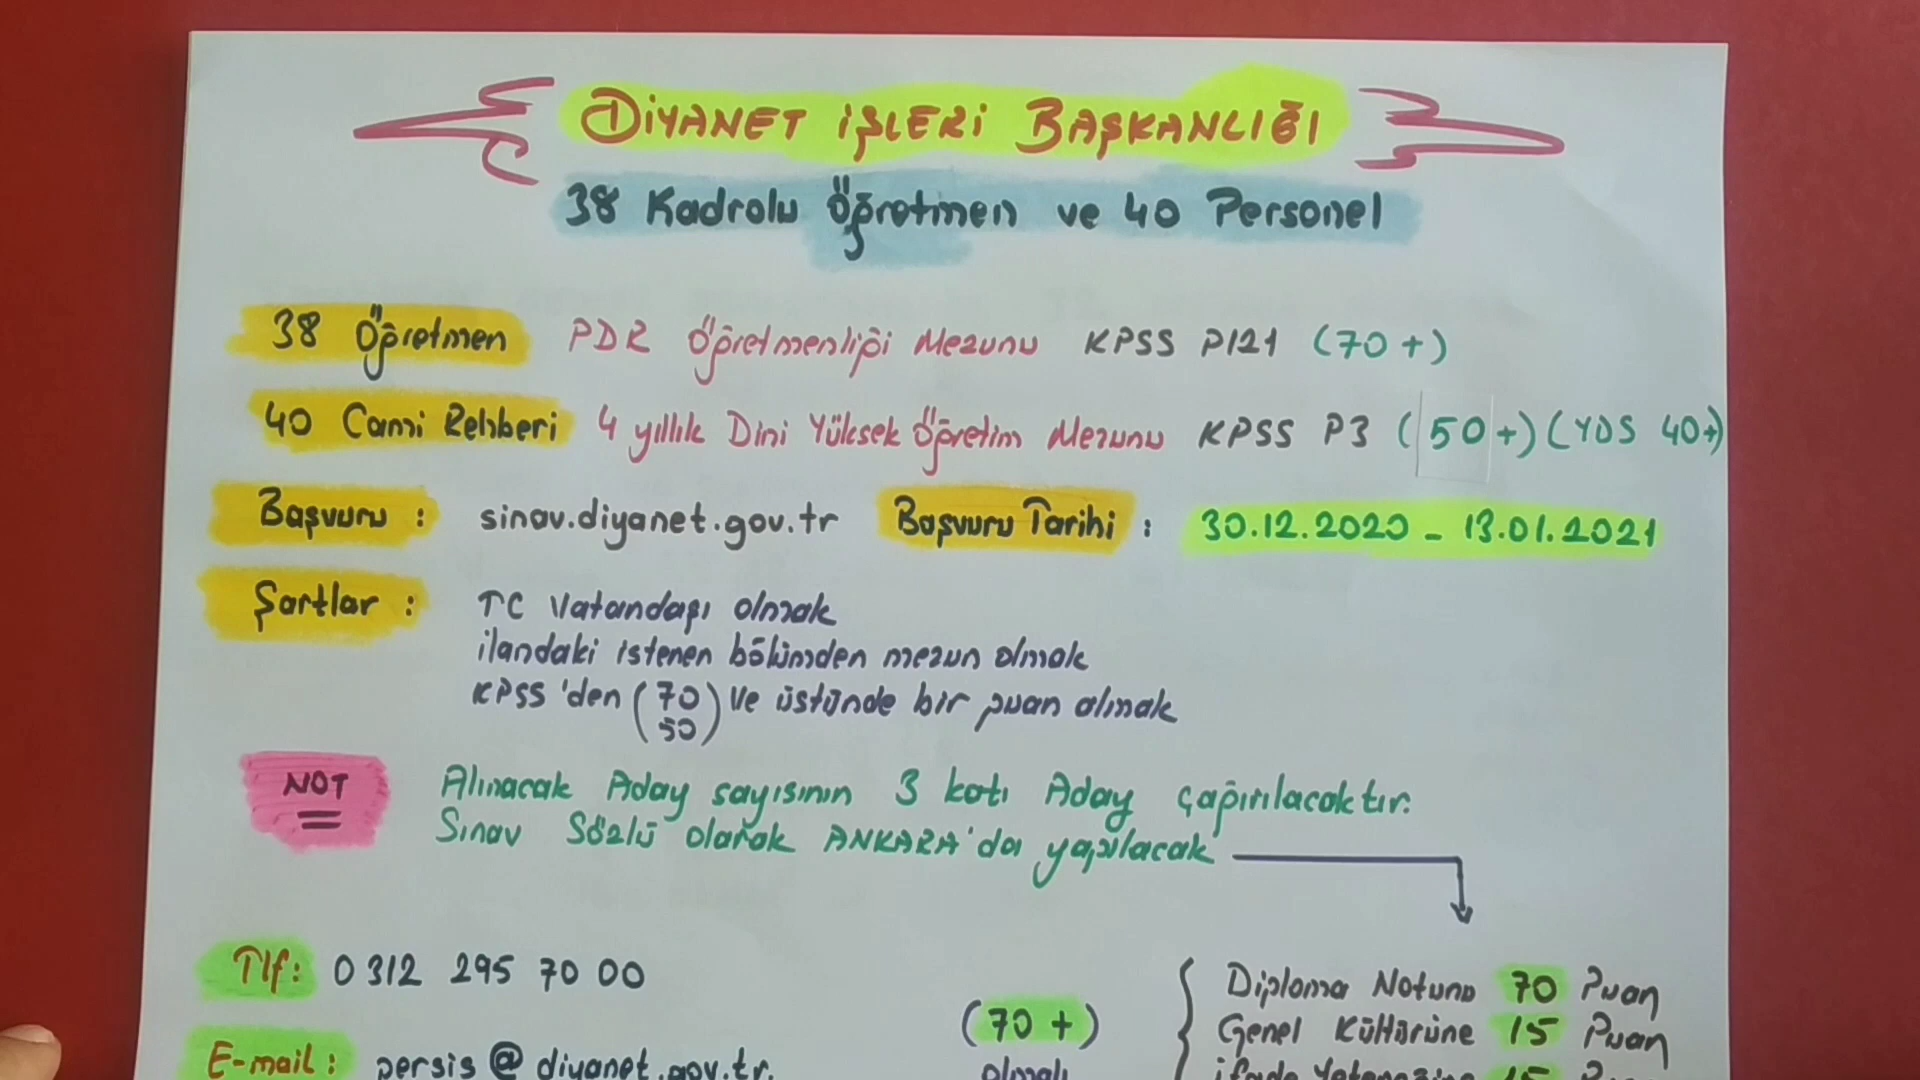 DİYANET İŞLERİ BAŞKANLIĞI
38 Kadrolu Öğretmen ve 40 Personel
38 Öğretmen PDR Öğretmenliği Mezunu KPSS P121 (70+)
40 Cami Rehberi 4 yıllık Dini Yüksek Öğretim Mezunu KPSS P3 (50+) (YDS 40+)
Başvuru : sinav.diyanet.gov.tr Başvuru Tarihi : 30.12.2020 - 13.01.2021
Şartlar : TC Vatandaşı olmak
ilandaki istenen bölümden mezun olmak
KPSS'den (70 50) ve üstünde bir puan almak
NOT Alınacak Aday sayısının 3 katı Aday çağırılacaktır.
Sınav Sözlü olarak ANKARA'da yapılacak
Tlf: 0 312 295 70 00
E-mail : persis@diyanet.gov.tr.
(70 +)
olmalı
Diploma Notuna 70 Puan
Genel Kültürüne 15 Puan
ifade Yeteneğine 15